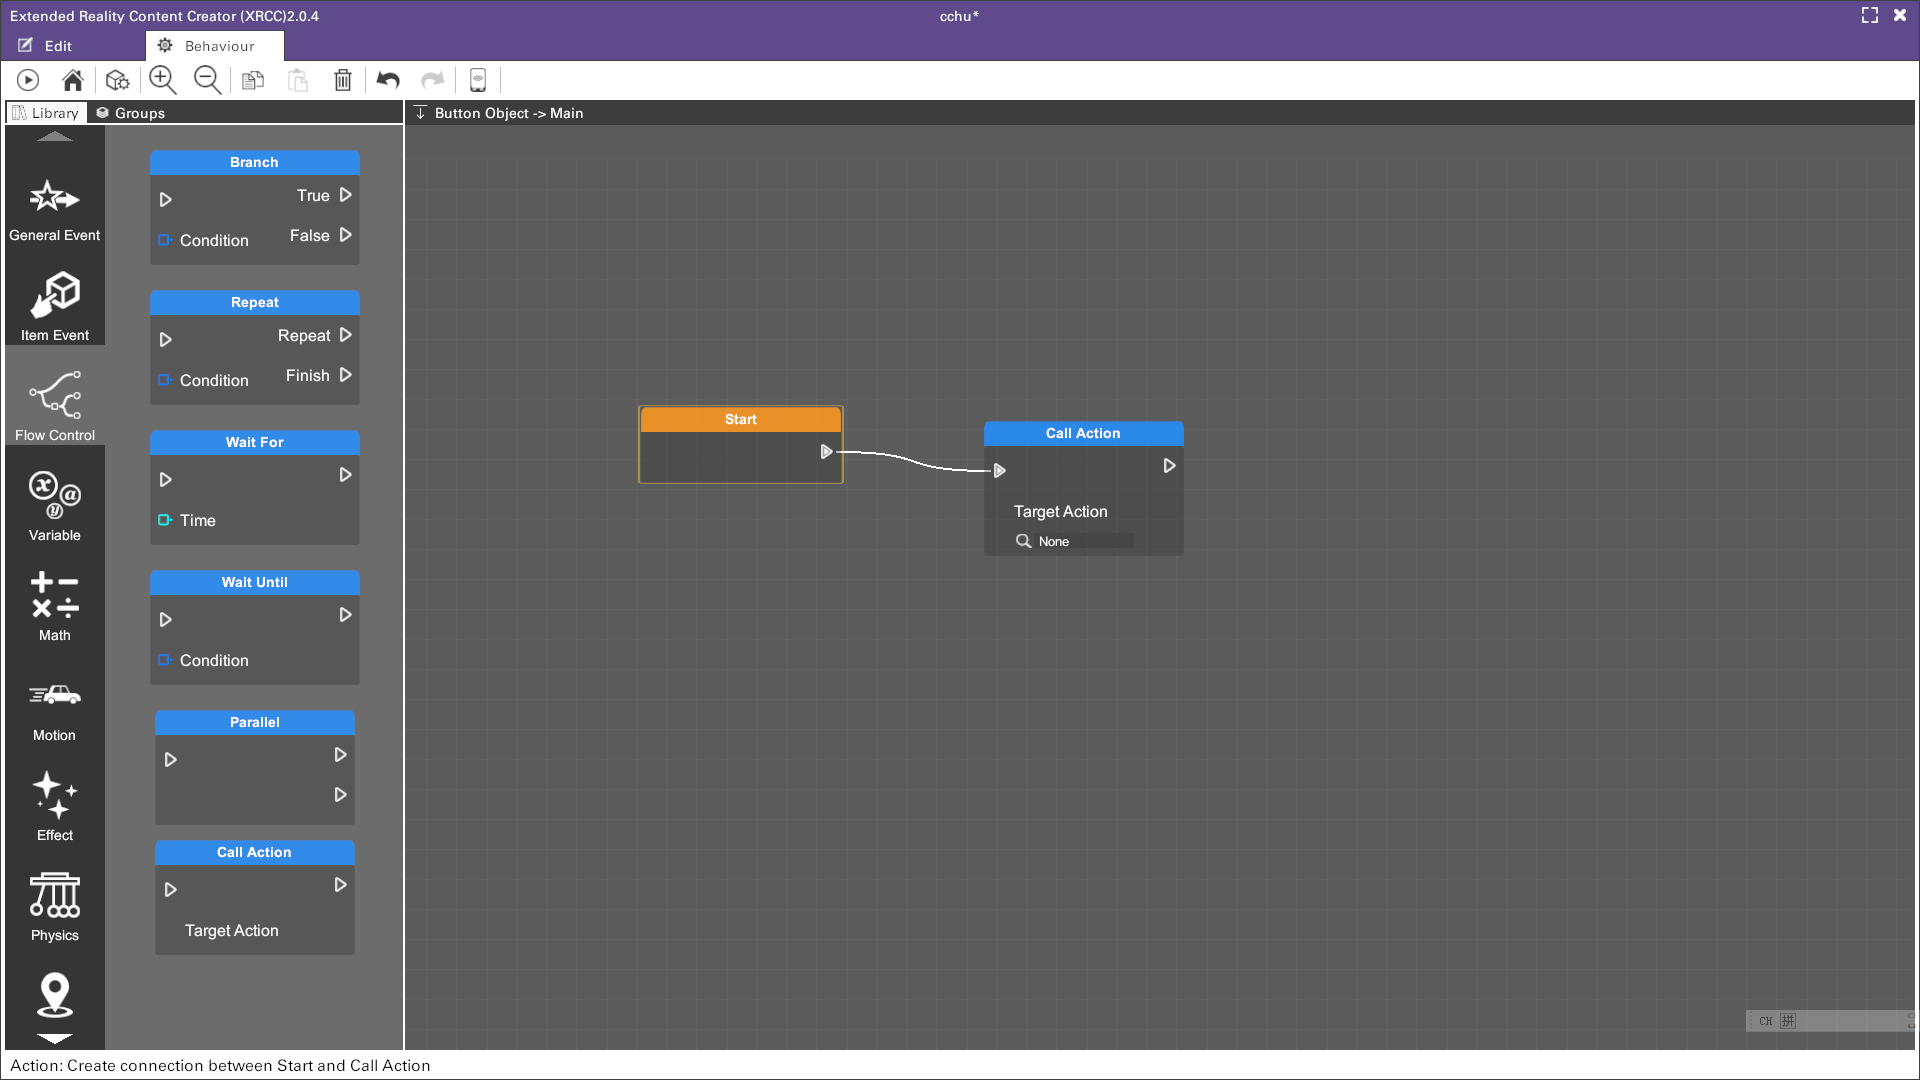 Extended Reality Content Creator (XRCC)2.0.4
cchu*
Edit
Behaviour
Library
Groups
Button Object -> Main
General Event
Item Event
Flow Control
Variable
Math
Motion
Effect
Physics
Branch
True
Condition
False
Repeat
Repeat
Condition
Finish
Wait For
Time
Wait Until
Condition
Parallel
Call Action
Target Action
Start
Call Action
Target Action
None
CH 拼
Action: Create connection between Start and Call Action